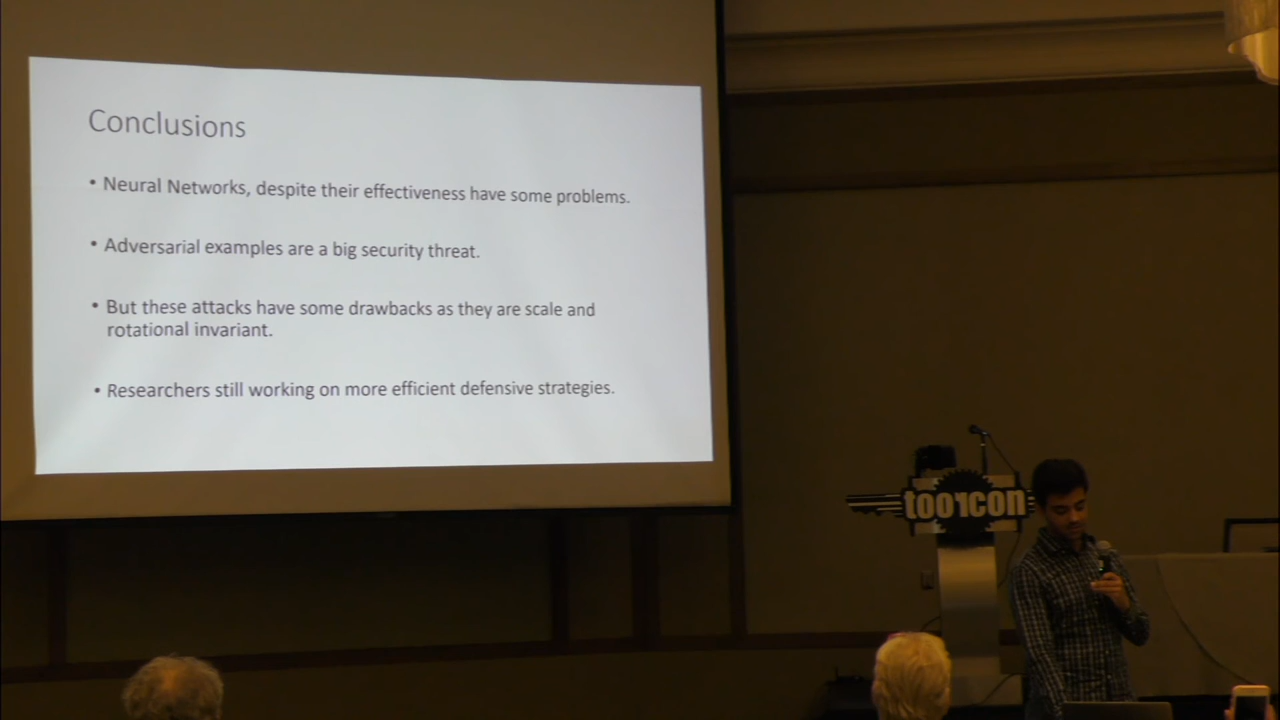 Conclusions
• Neural Networks, despite their effectiveness have some problems.
• Adversarial examples are a big security threat.
• But these attacks have some drawbacks as they are scale and
rotational invariant.
• Researchers still working on more efficient defensive strategies.
toorcon